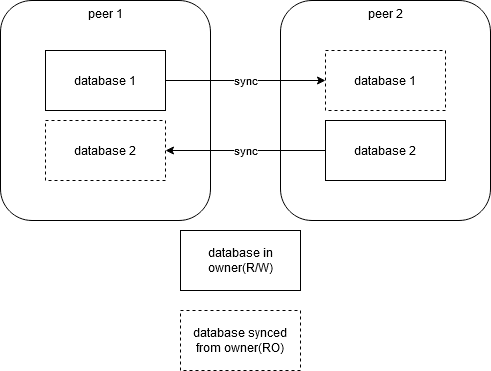 peer 1
peer 2
database 1
sync
database 1
database 2
sync
database 2
database in
owner(R/W)
database synced
from owner(RO)